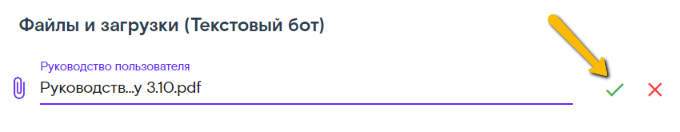 Файлы и загрузки (Текстовый бот)
Руководство пользователя
Руководств...у 3.10.pdf